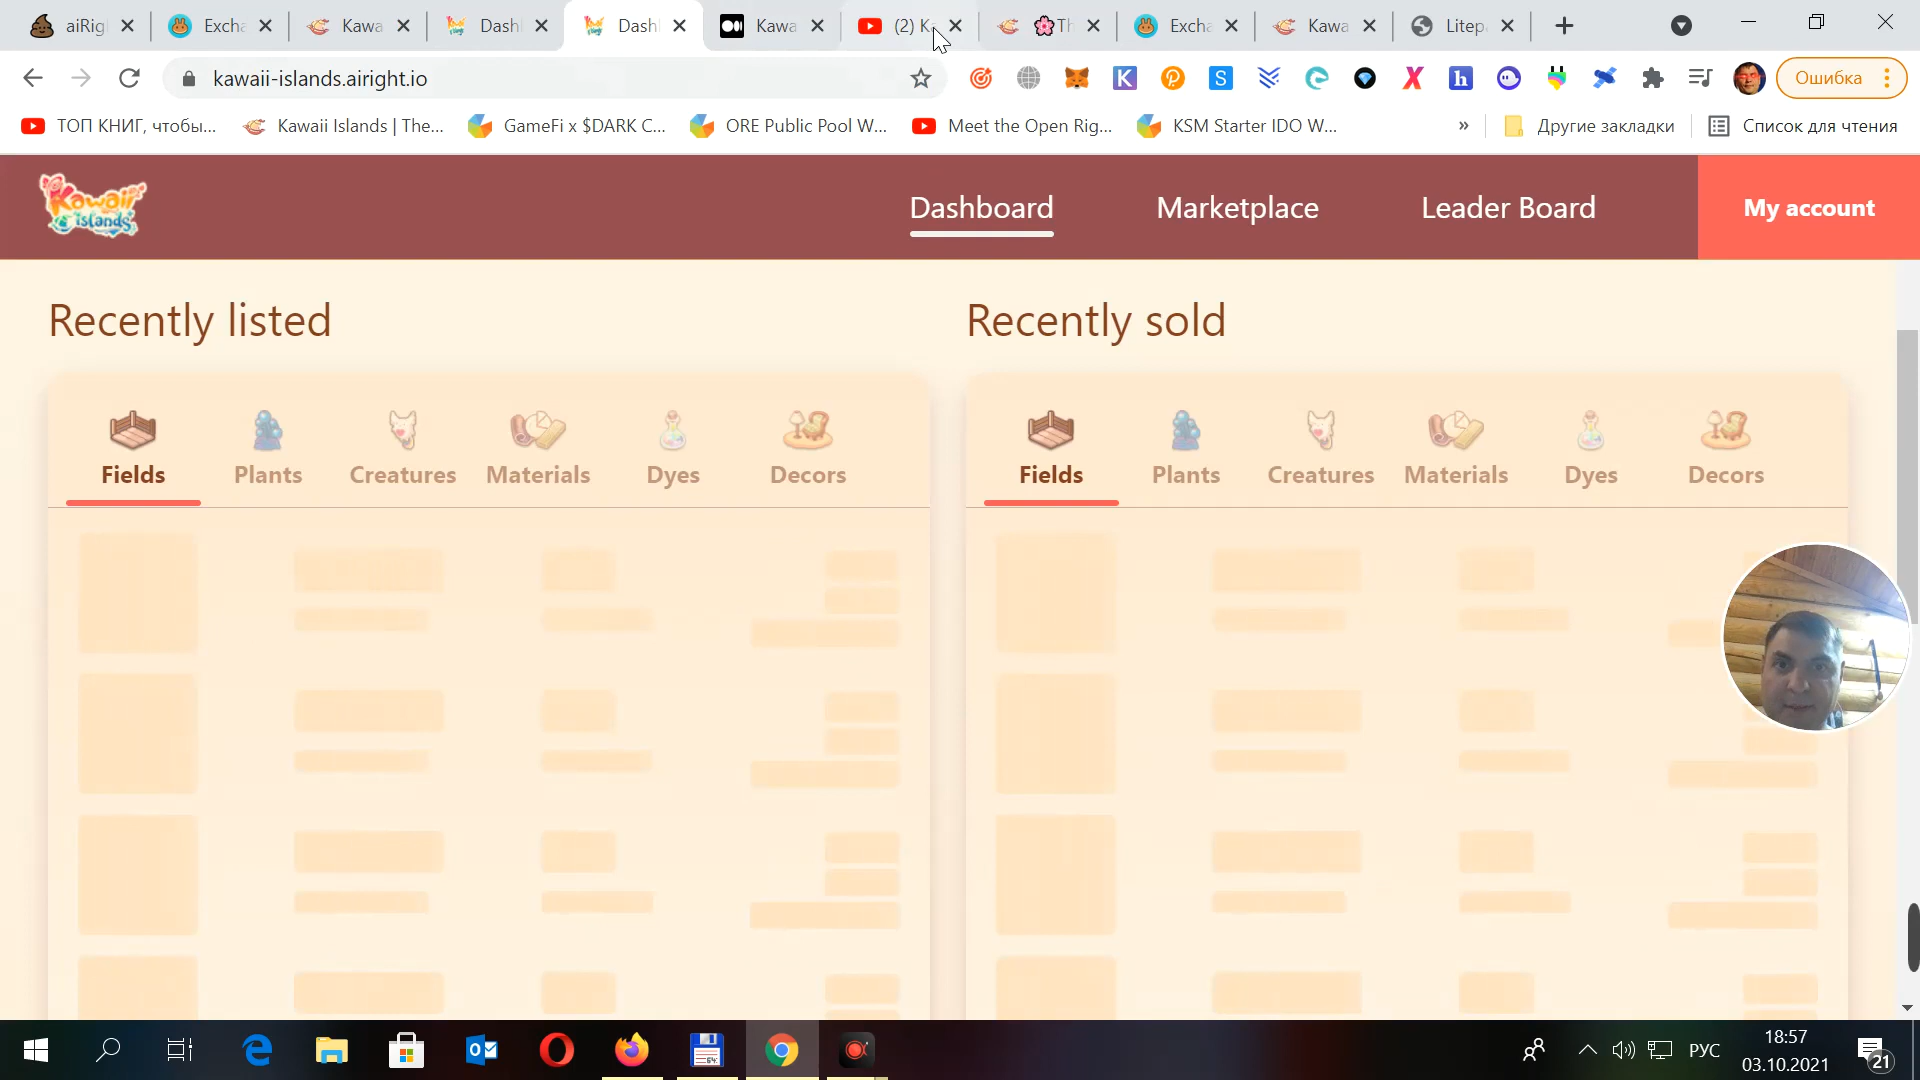 aiRig
Excha
Kawa
Dash
Dash
Kawa
(2) K
Th
Excha
Kawa
Litep
kawaii-islands.airight.io
Ошибка
ТОП КНИГ, чтобы...
Kawaii Islands | The...
GameFi x $DARK C...
ORE Public Pool W...
Meet the Open Rig...
KSM Starter IDO W...
»
Другие закладки
Список для чтения
Kawaii islands
Dashboard
Marketplace
Leader Board
My account
Recently listed
Recently sold
Fields
Plants
Creatures
Materials
Dyes
Decors
Fields
Plants
Creatures
Materials
Dyes
Decors
РУС
18:57
03.10.2021
21